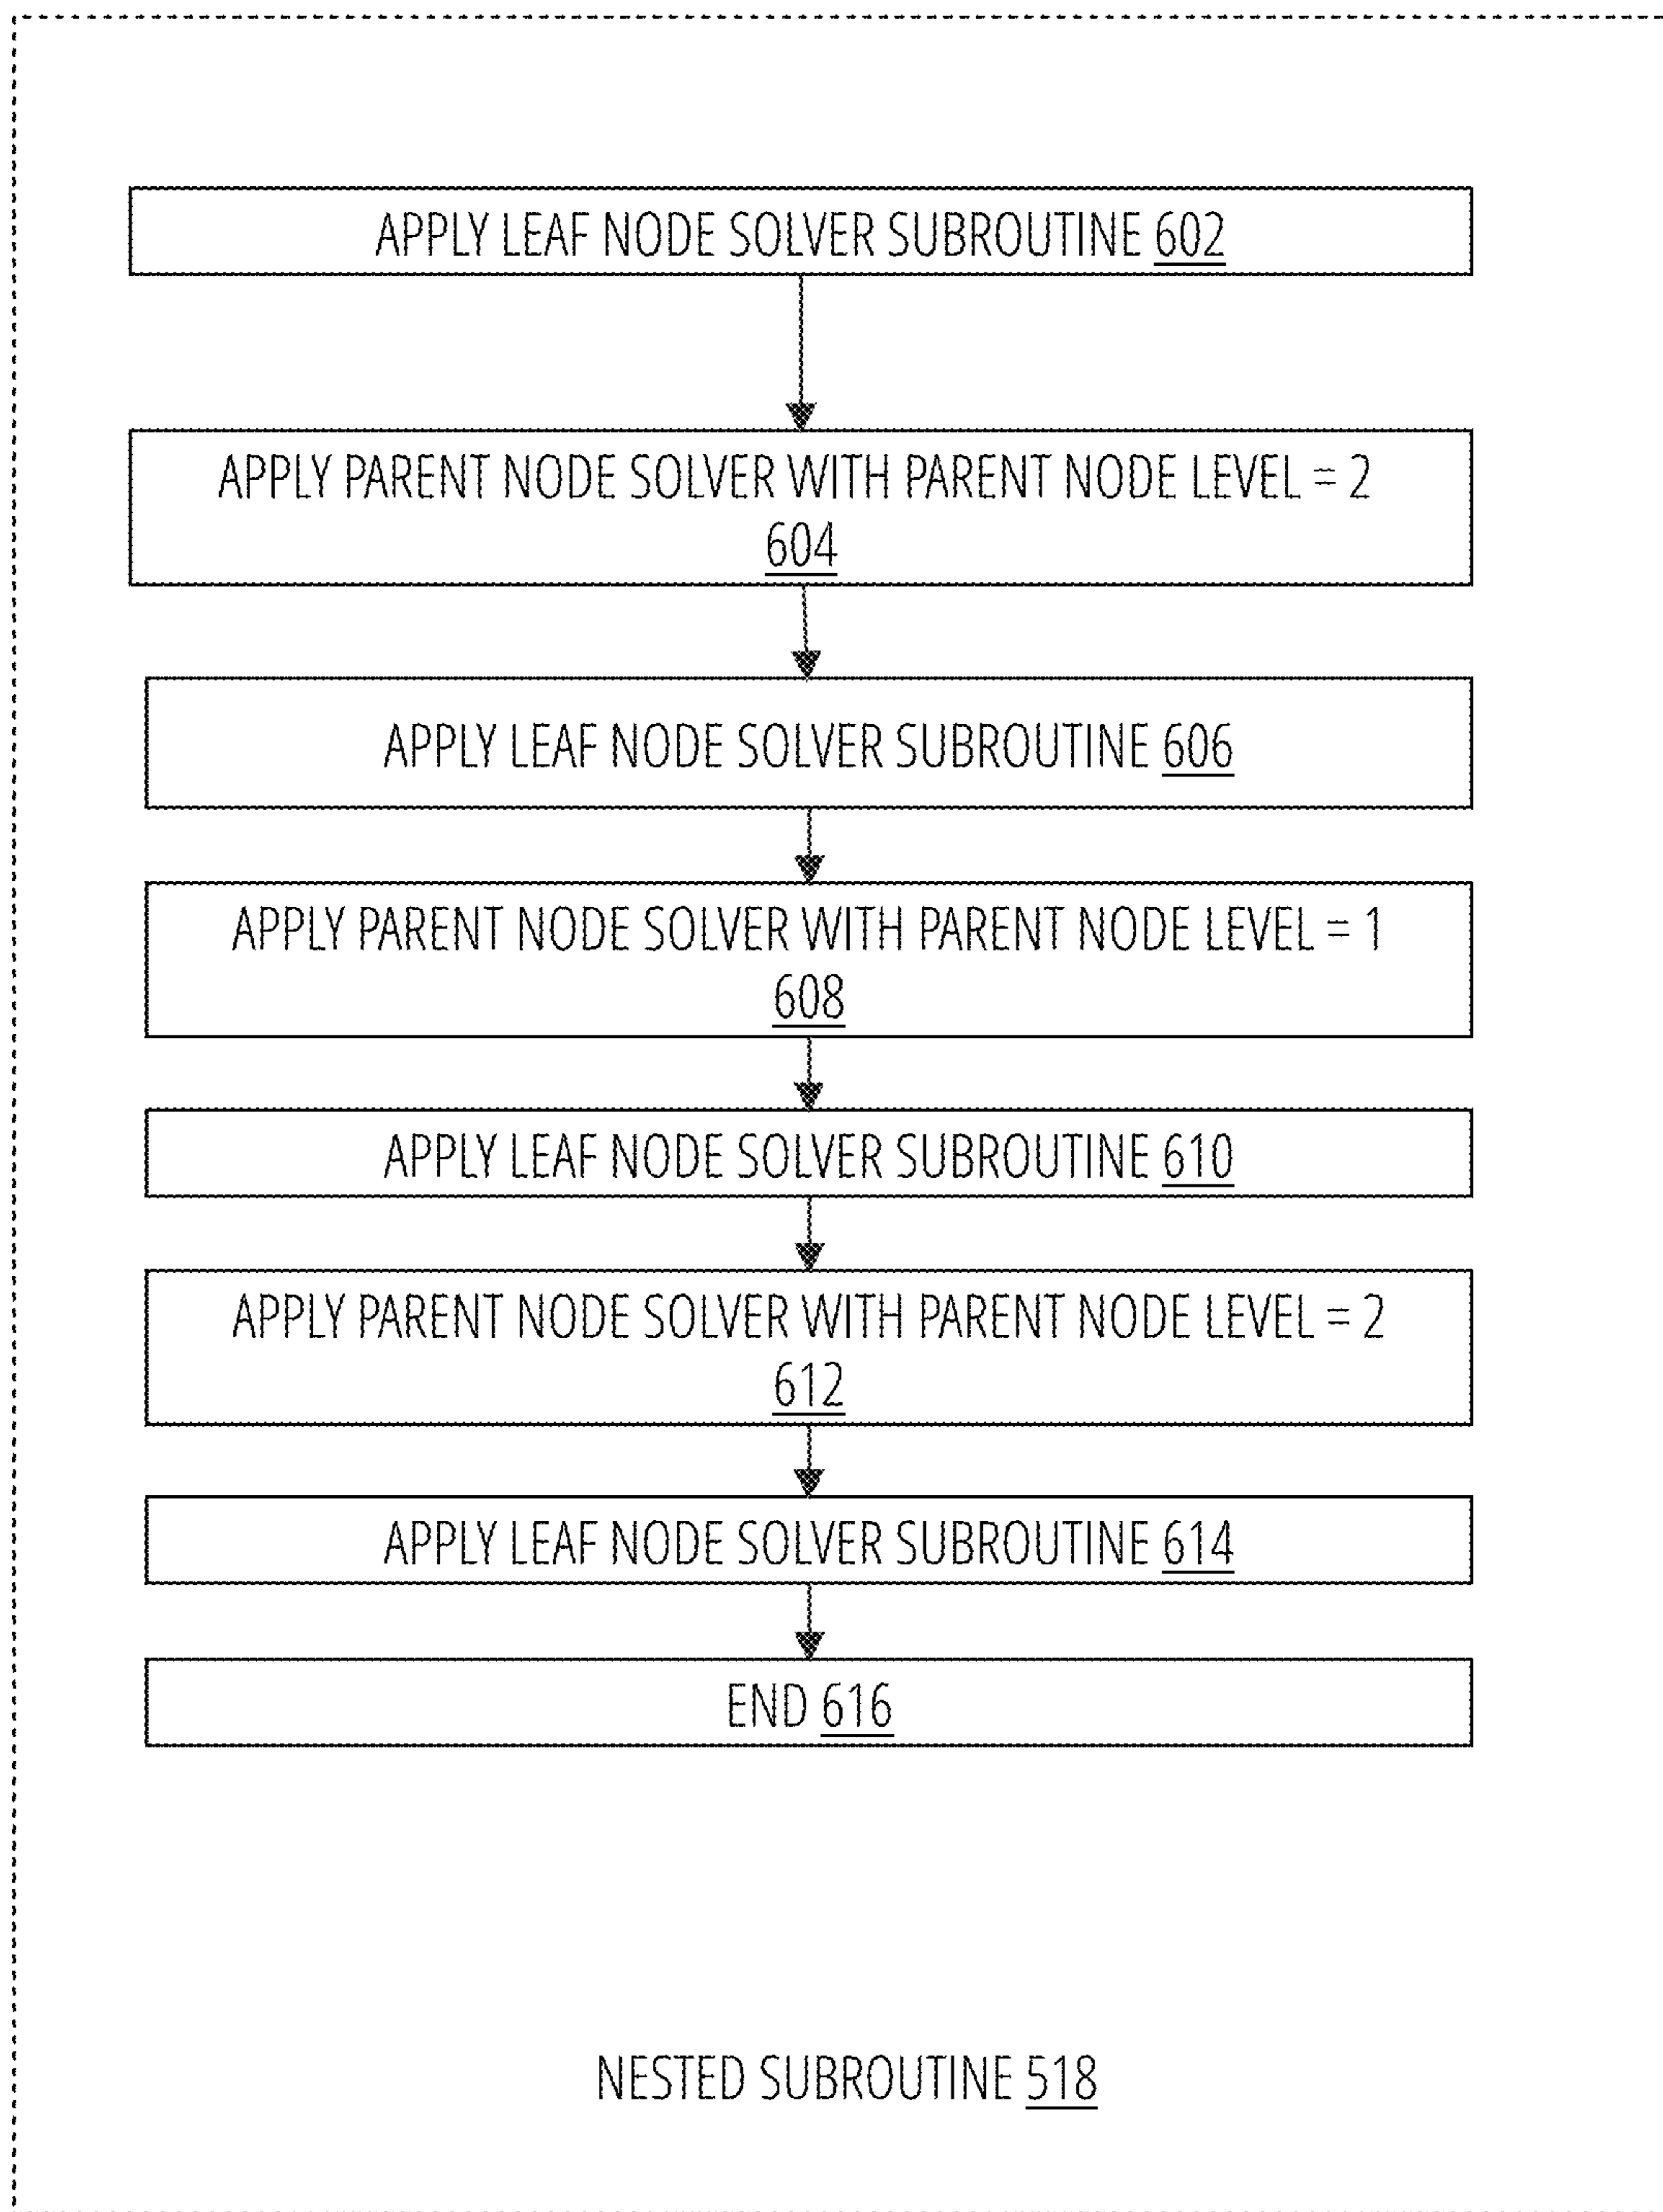 APPLY LEAF NODE SOLVER SUBROUTINE 602
APPLY PARENT NODE SOLVER WITH PARENT NODE LEVEL = 2
604
APPLY LEAF NODE SOLVER SUBROUTINE 606
APPLY PARENT NODE SOLVER WITH PARENT NODE LEVEL = 1
608
APPLY LEAF NODE SOLVER SUBROUTINE 610
APPLY PARENT NODE SOLVER WITH PARENT NODE LEVEL = 2
612
APPLY LEAF NODE SOLVER SUBROUTINE 614
END 616
NESTED SUBROUTINE 518